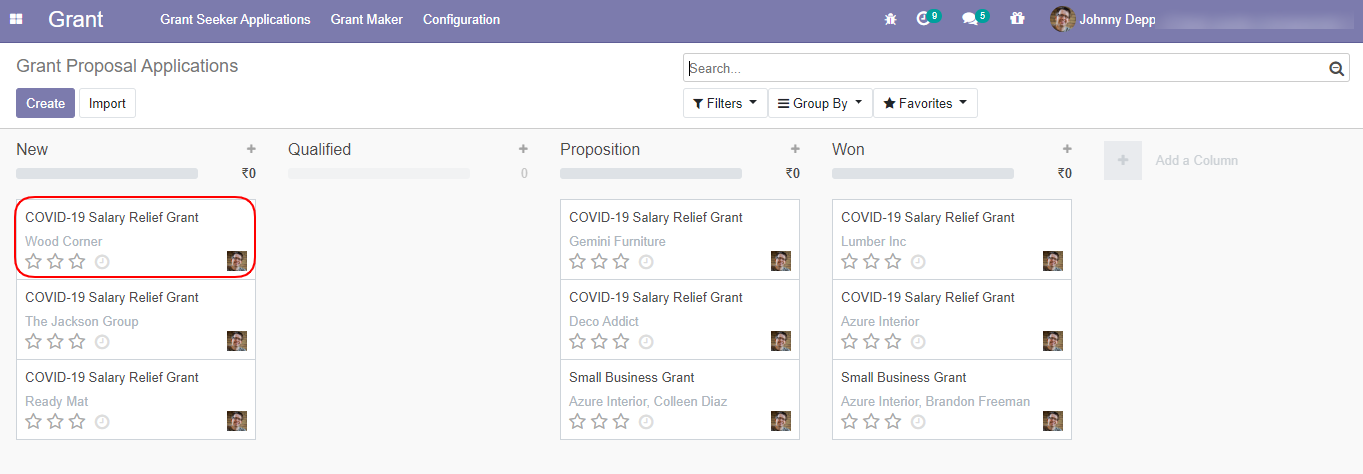 Grant Grant Seeker Applications Grant Maker Configuration 9 5 Johnny Depp
Grant Proposal Applications
Search...
Create Import Filters Group By Favorites
New + Qualified + Proposition + Won + + Add a Column
₹0 0 ₹0 ₹0
COVID-19 Salary Relief Grant COVID-19 Salary Relief Grant COVID-19 Salary Relief Grant
Wood Corner Gemini Furniture Lumber Inc
COVID-19 Salary Relief Grant COVID-19 Salary Relief Grant COVID-19 Salary Relief Grant
The Jackson Group Deco Addict Azure Interior
COVID-19 Salary Relief Grant Small Business Grant Small Business Grant
Ready Mat Azure Interior, Colleen Diaz Azure Interior, Brandon Freeman